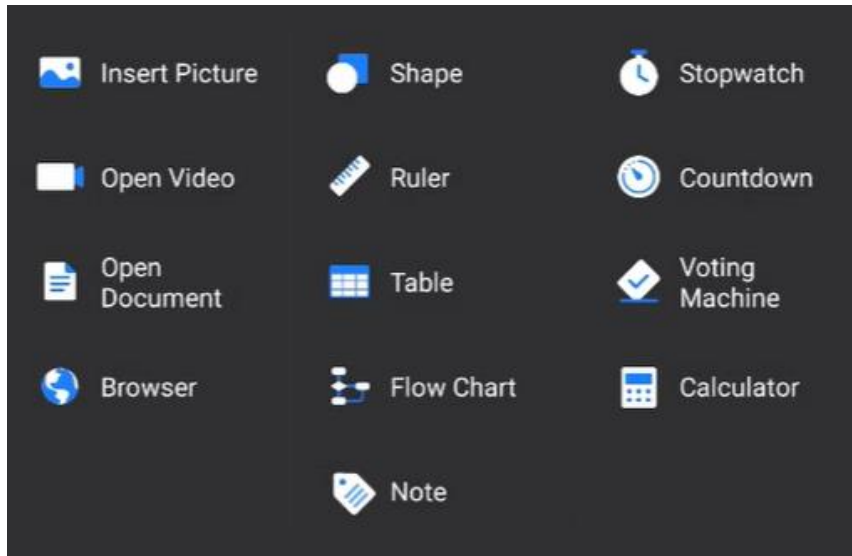 Insert Picture
Open Video
Open
Document
Browser
Shape
Ruler
Table
Flow Chart
Note
Stopwatch
Countdown
Voting
Machine
Calculator